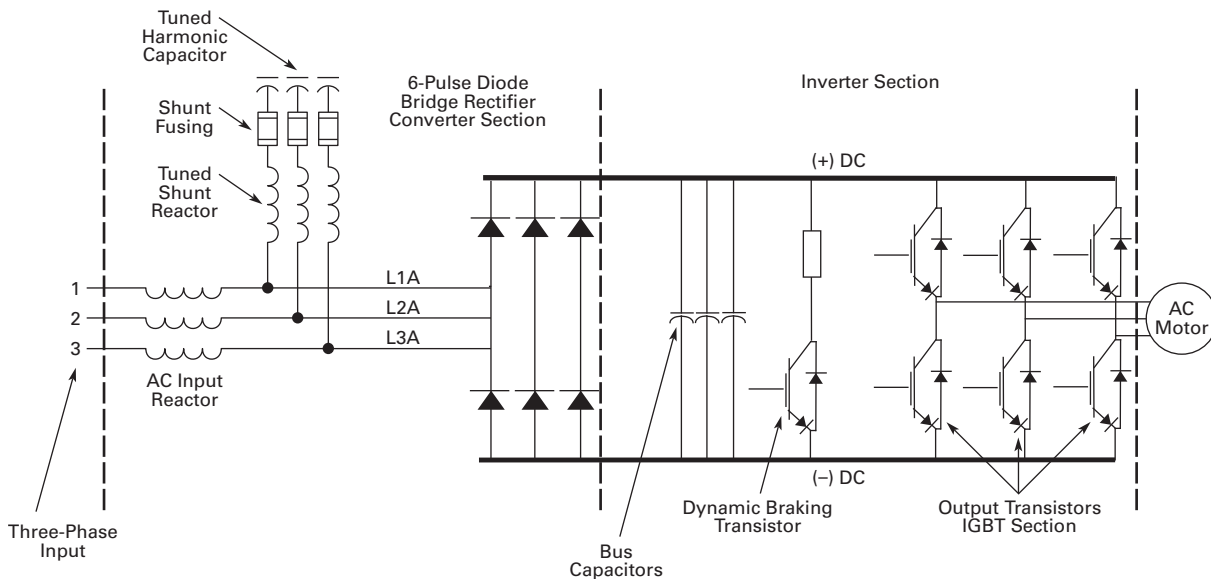 Tuned
Harmonic
Capacitor
6-Pulse Diode
Bridge Rectifier
Converter Section
Inverter Section
Shunt
Fusing
Tuned
Shunt
Reactor
(+) DC
1
L1A
2
L2A
3
L3A
AC
Motor
AC Input
Reactor
(–) DC
Three-Phase
Input
Bus
Capacitors
Dynamic Braking
Transistor
Output Transistors
IGBT Section